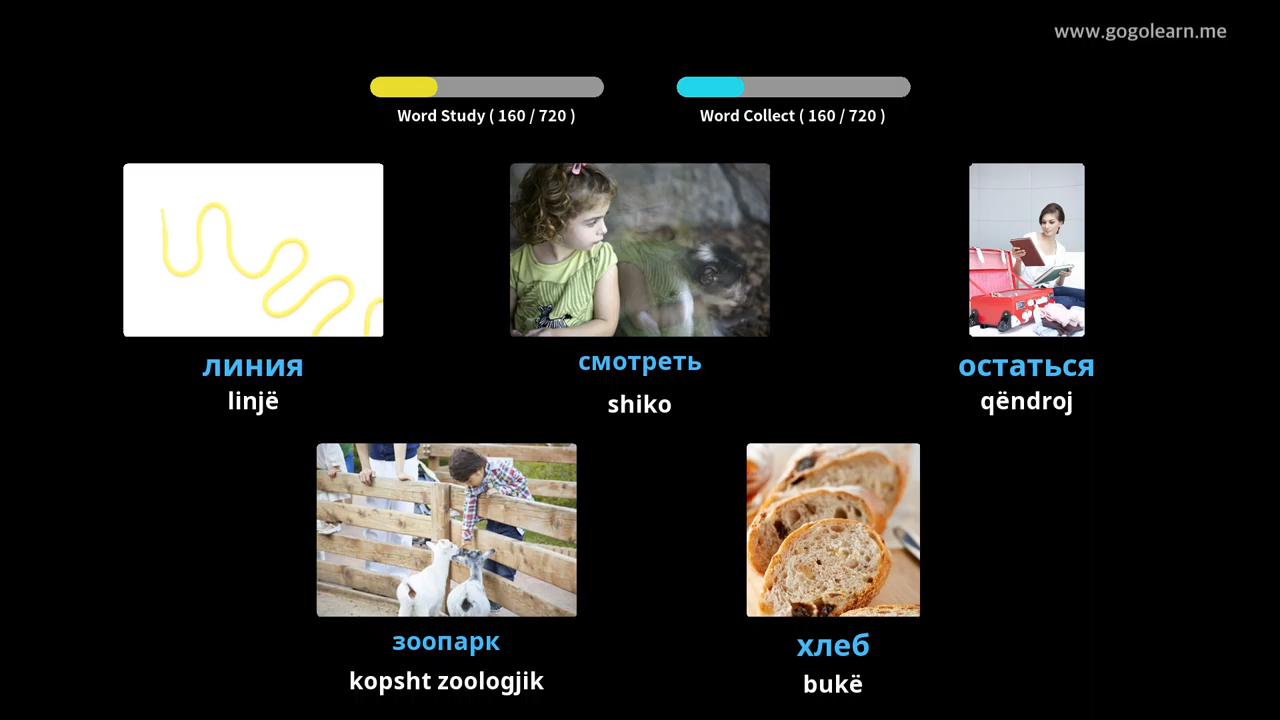 www.gogolearn.me
Word Study ( 160 / 720 )
Word Collect ( 160 / 720 )
линия
linjë
смотреть
shiko
остаться
qëndroj
зоопарк
kopsht zoologjik
хлеб
bukë